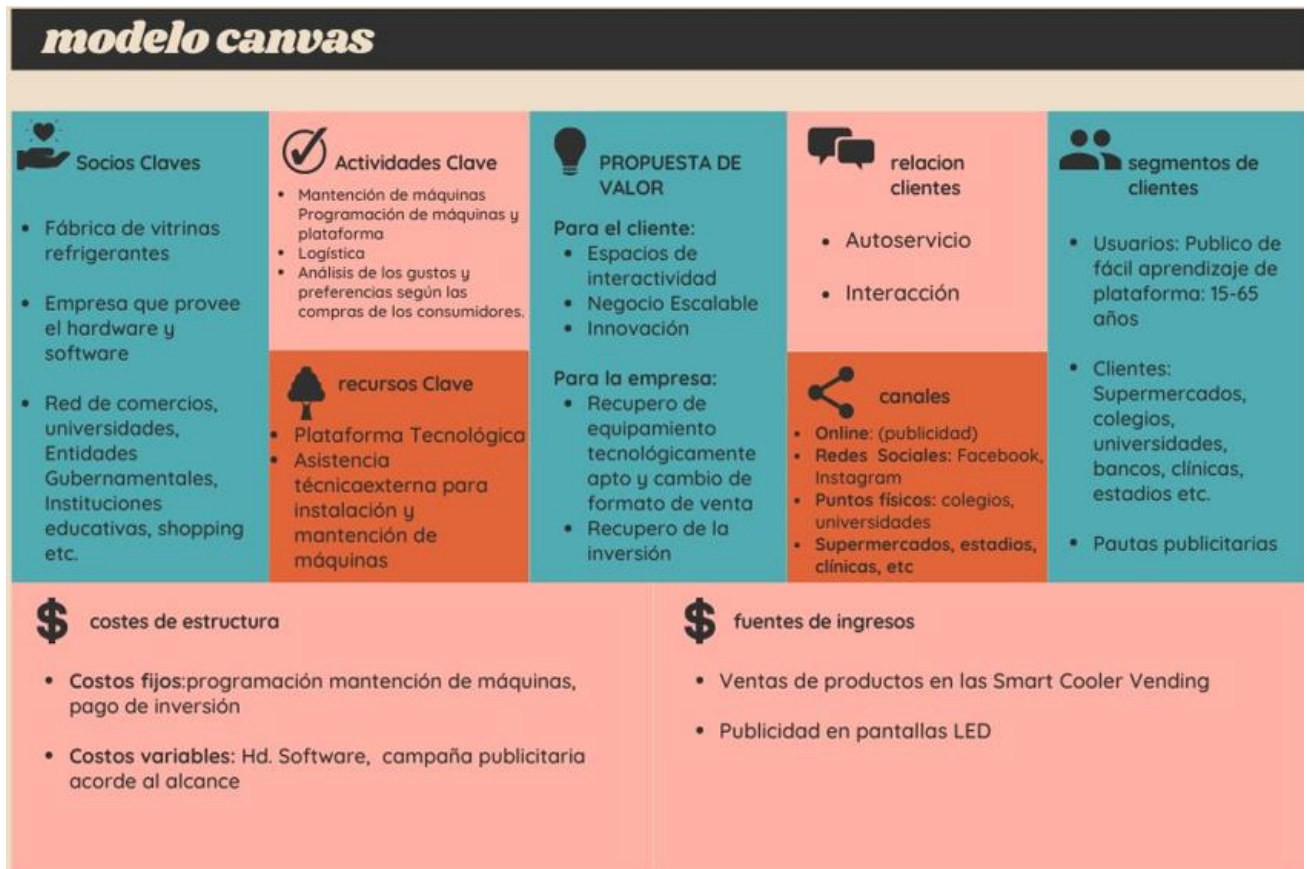 modelo canvas
Socios Claves
• Fábrica de vitrinas
refrigerantes
• Empresa que provee
el hardware y
software
• Red de comercios,
universidades,
Entidades
Gubernamentales,
Instituciones
educativas, shopping
etc.
Actividades Clave
• Mantención de máquinas
Programación de máquinas y
plataforma
• Logística
• Análisis de los gustos y
preferencias según las
compras de los consumidores.
recursos Clave
• Plataforma Tecnológica
• Asistencia
técnicaexterna para
instalación y
mantención de
máquinas
PROPUESTA DE
VALOR
Para el cliente:
• Espacios de
interactividad
• Negocio Escalable
• Innovación
Para la empresa:
• Recupero de
equipamiento
tecnológicamente
apto y cambio de
formato de venta
• Recupero de la
inversión
relacion
clientes
• Autoservicio
• Interacción
canales
• Online: (publicidad)
• Redes Sociales: Facebook,
Instagram
• Puntos físicos: colegios,
universidades
• Supermercados, estadios,
clínicas, etc
segmentos de
clientes
• Usuarios: Publico de
fácil aprendizaje de
plataforma: 15-65
años
• Clientes:
Supermercados,
colegios,
universidades,
bancos, clínicas,
estadios etc.
• Pautas publicitarias
$ costes de estructura
• Costos fijos:programación mantención de máquinas,
pago de inversión
• Costos variables: Hd. Software, campaña publicitaria
acorde al alcance
$ fuentes de ingresos
• Ventas de productos en las Smart Cooler Vending
• Publicidad en pantallas LED